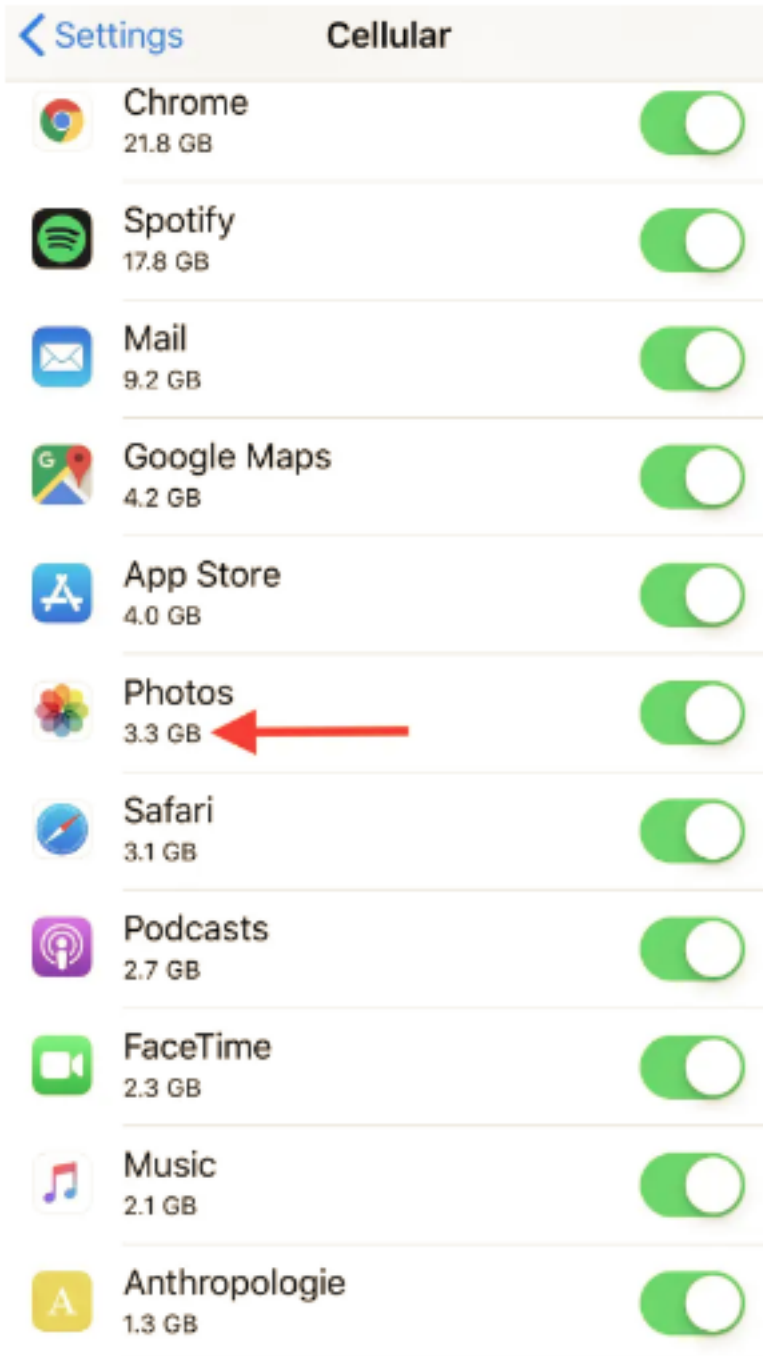 Settings
Cellular
Chrome
21.8 GB
Spotify
17.8 GB
Mail
9.2 GB
G
Google Maps
4.2 GB
App Store
4.0 GB
Photos
3.3 GB
Safari
3.1 GB
Podcasts
2.7 GB
FaceTime
2.3 GB
Music
2.1 GB
A
Anthropologie
1.3 GB